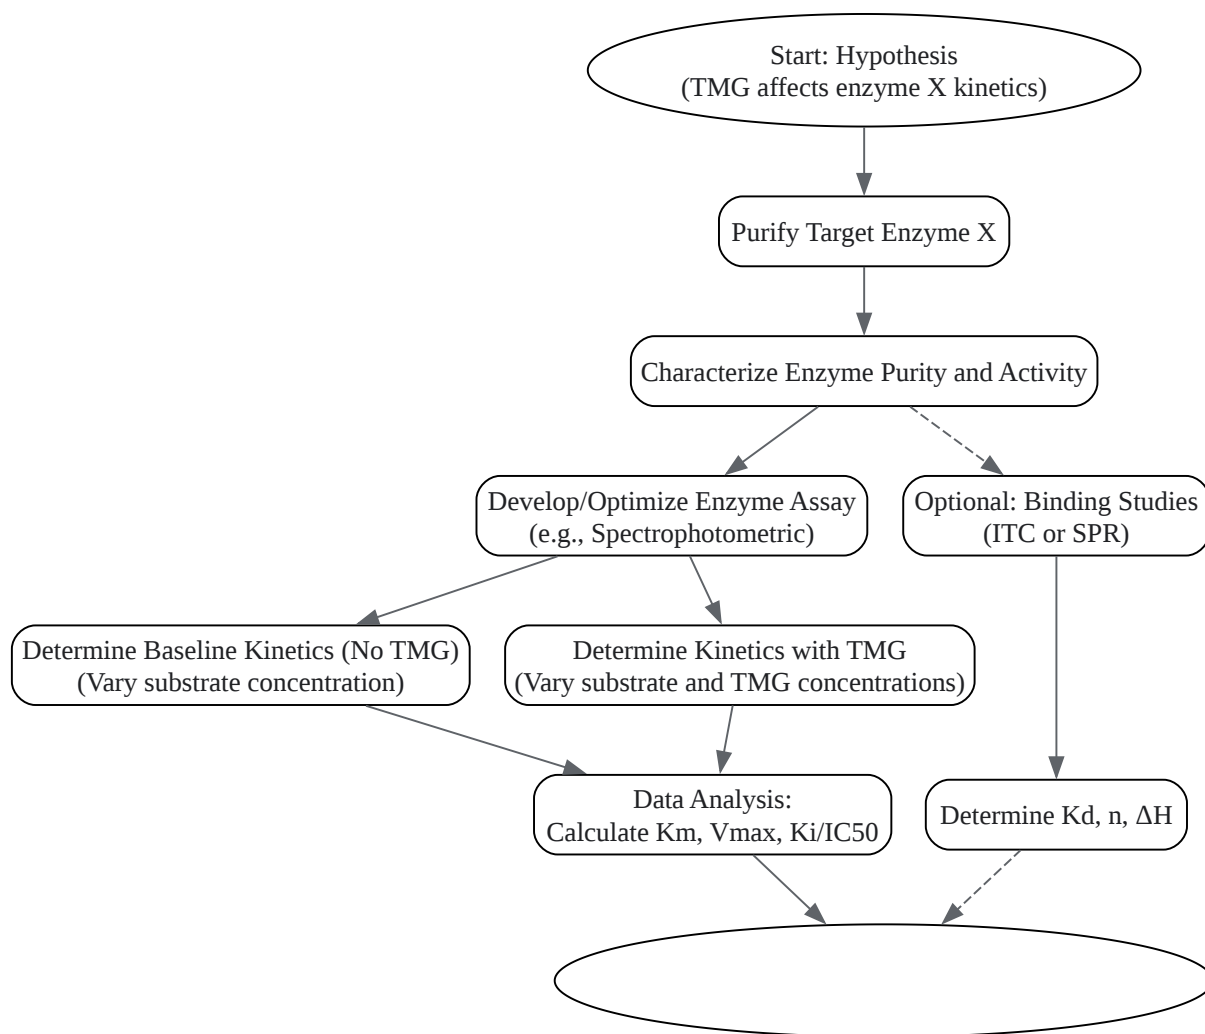 Start: Hypothesis
(TMG affects enzyme X kinetics)
Purify Target Enzyme X
Characterize Enzyme Purity and Activity
Develop/Optimize Enzyme Assay
(e.g., Spectrophotometric)
Optional: Binding Studies
(ITC or SPR)
Determine Baseline Kinetics (No TMG)
(Vary substrate concentration)
Determine Kinetics with TMG
(Vary substrate and TMG concentrations)
Data Analysis:
Calculate Km, Vmax, Ki/IC50
Determine Kd, n, ΔH